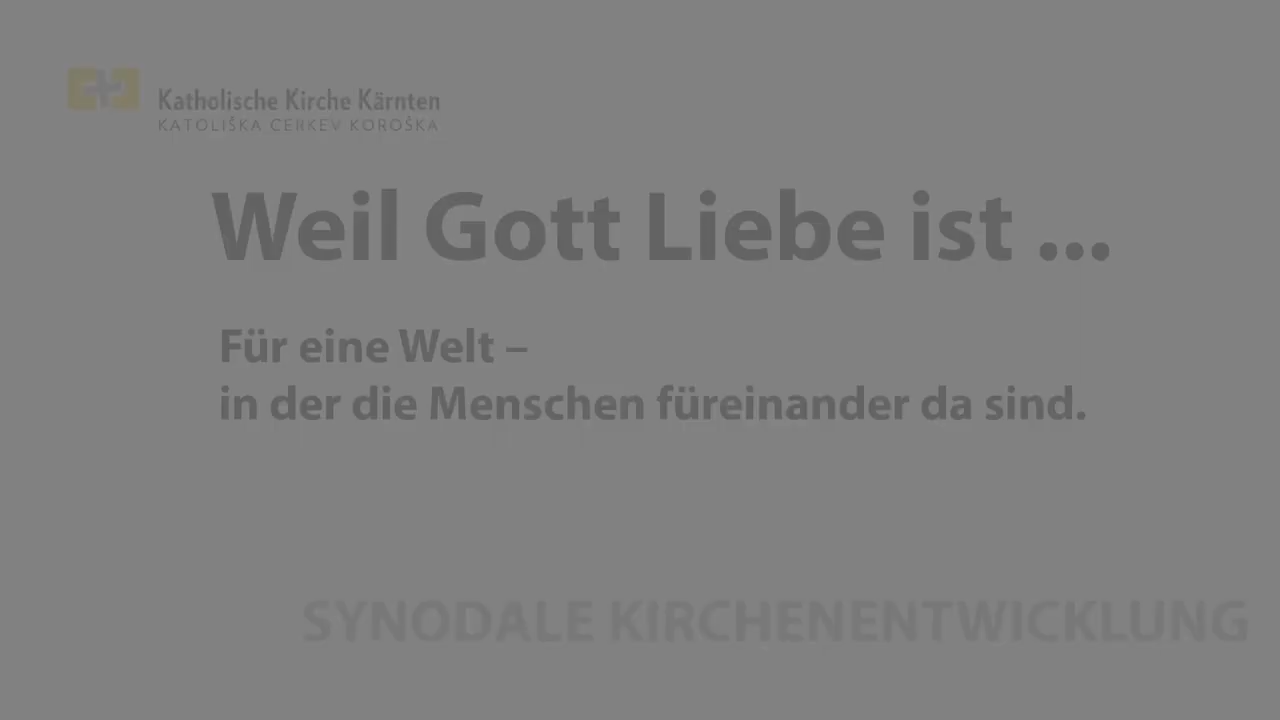 Katholische Kirche Kärnten
KATOLIŠKA CERKEV KOROŠKA
Weil Gott Liebe ist ...
Für eine Welt –
in der die Menschen füreinander da sind.
SYNODALE KIRCHENENTWICKLUNG